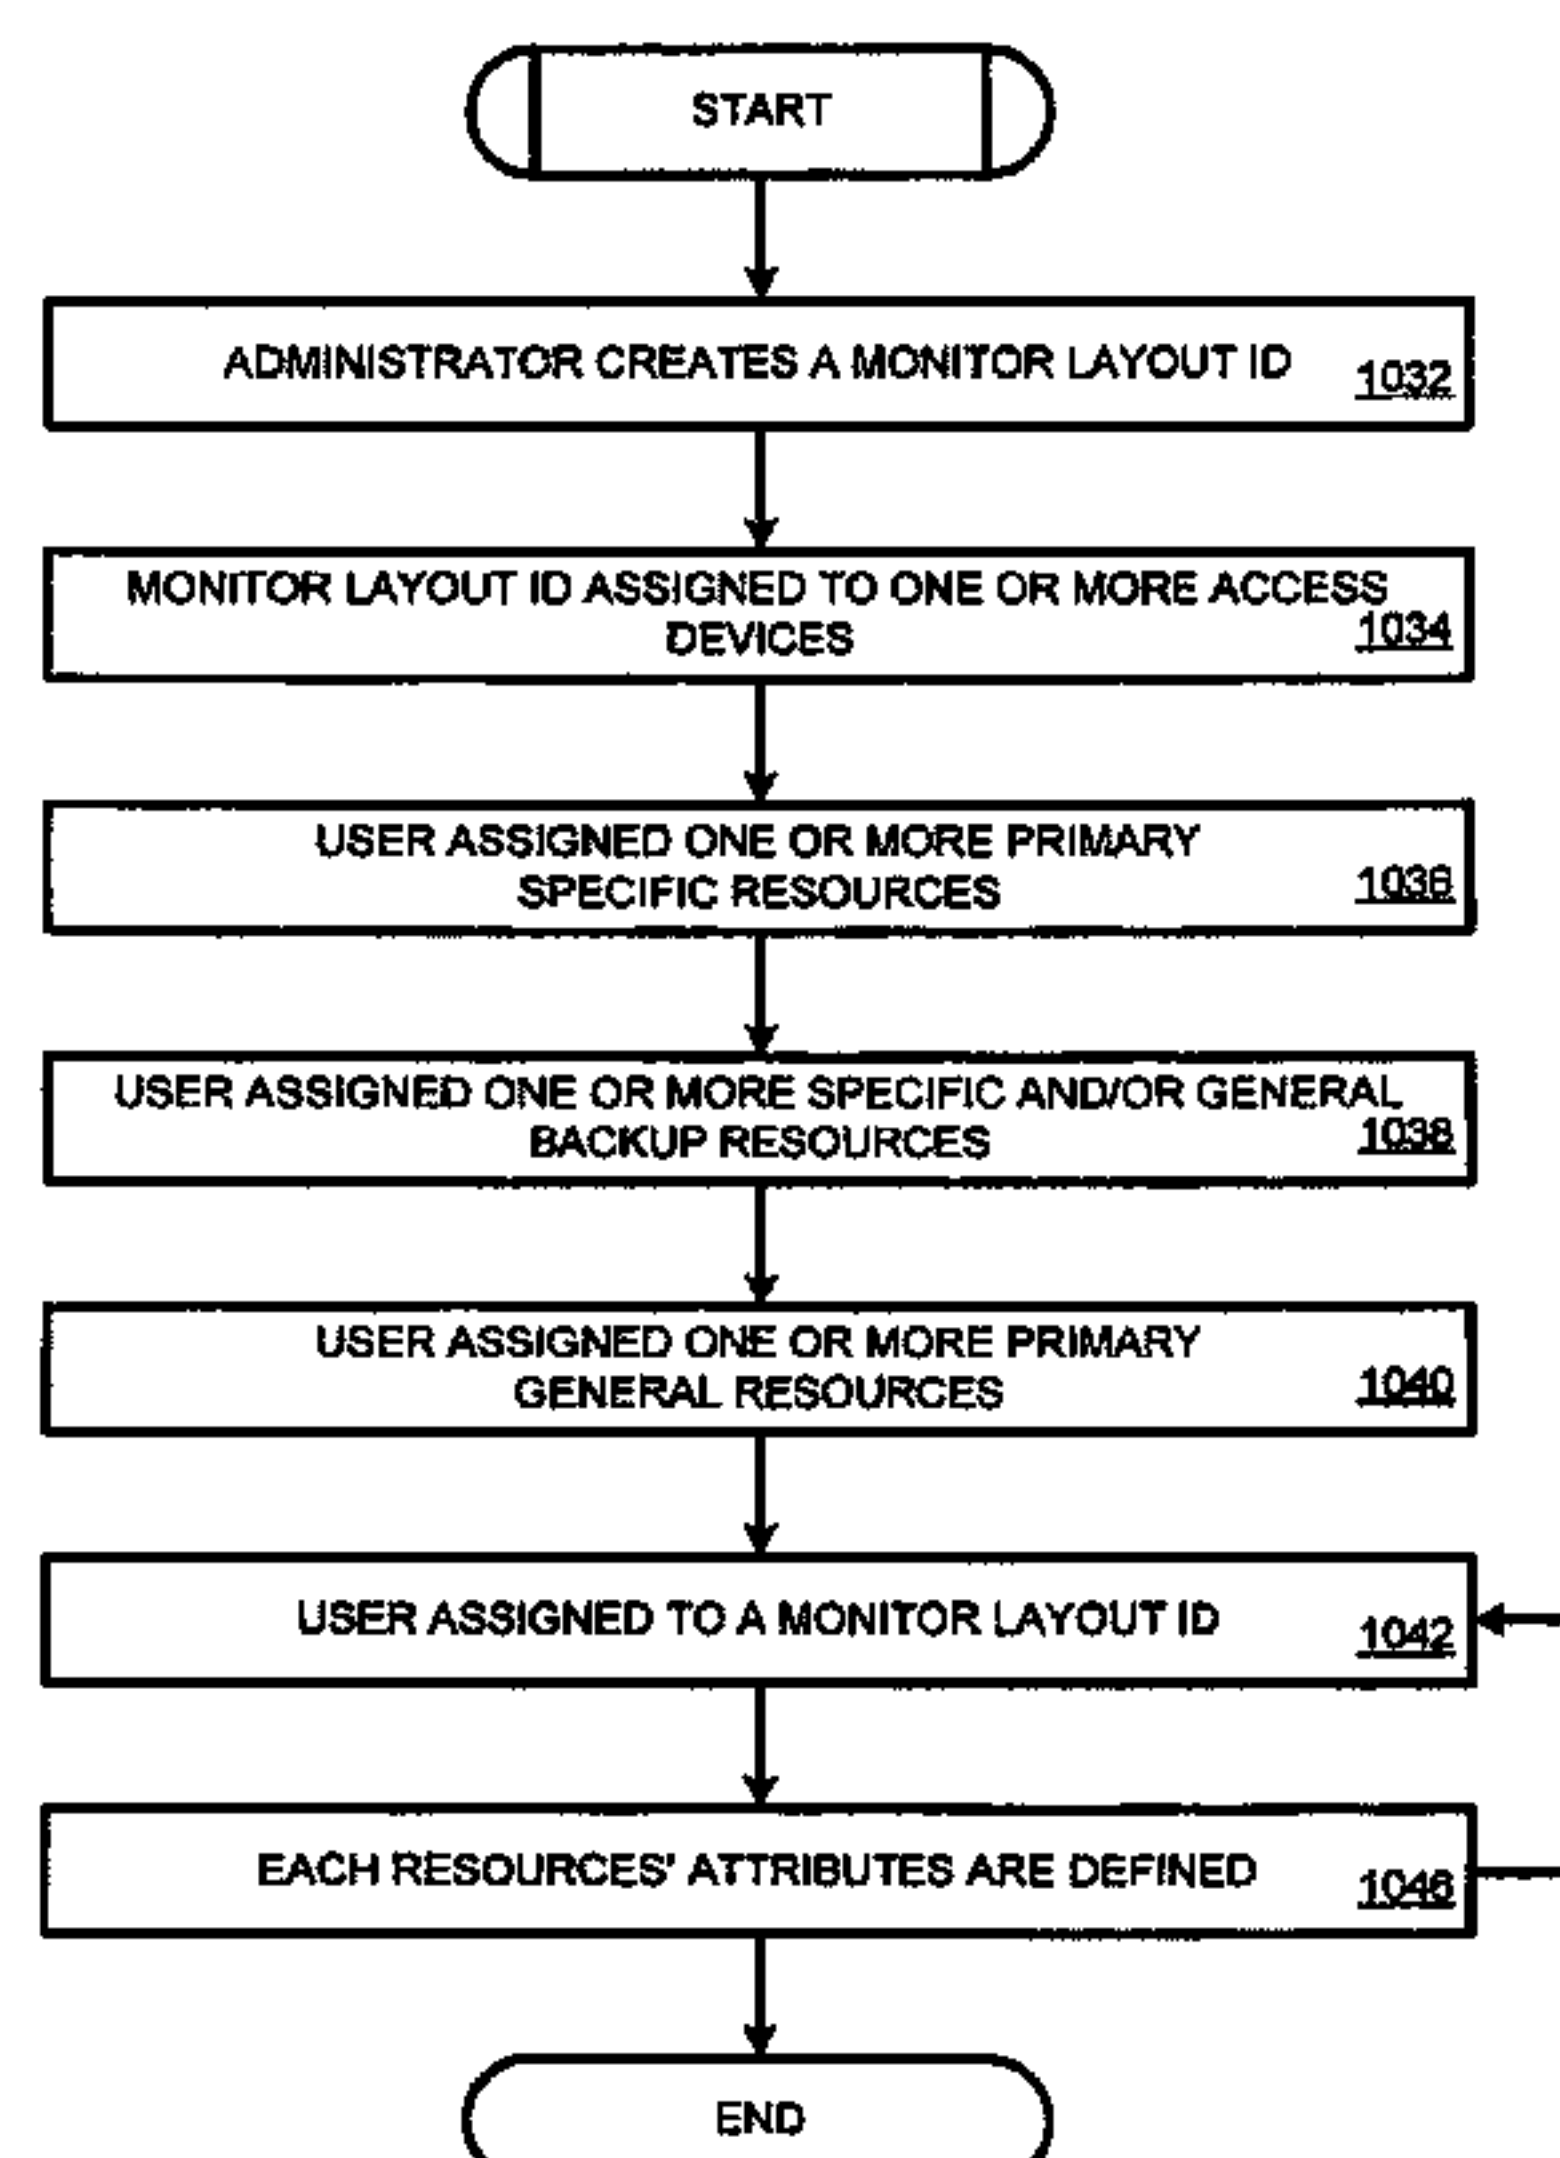 START
ADMINISTRATOR CREATES A MONITOR LAYOUT ID
1032
MONITOR LAYOUT ID ASSIGNED TO ONE OR MORE ACCESS
DEVICES
1034
USER ASSIGNED ONE OR MORE PRIMARY
SPECIFIC RESOURCES
1036
USER ASSIGNED ONE OR MORE SPECIFIC AND/OR GENERAL
BACKUP RESOURCES
1038
USER ASSIGNED ONE OR MORE PRIMARY
GENERAL RESOURCES
1040
USER ASSIGNED TO A MONITOR LAYOUT ID
1042
EACH RESOURCES' ATTRIBUTES ARE DEFINED
1046
END